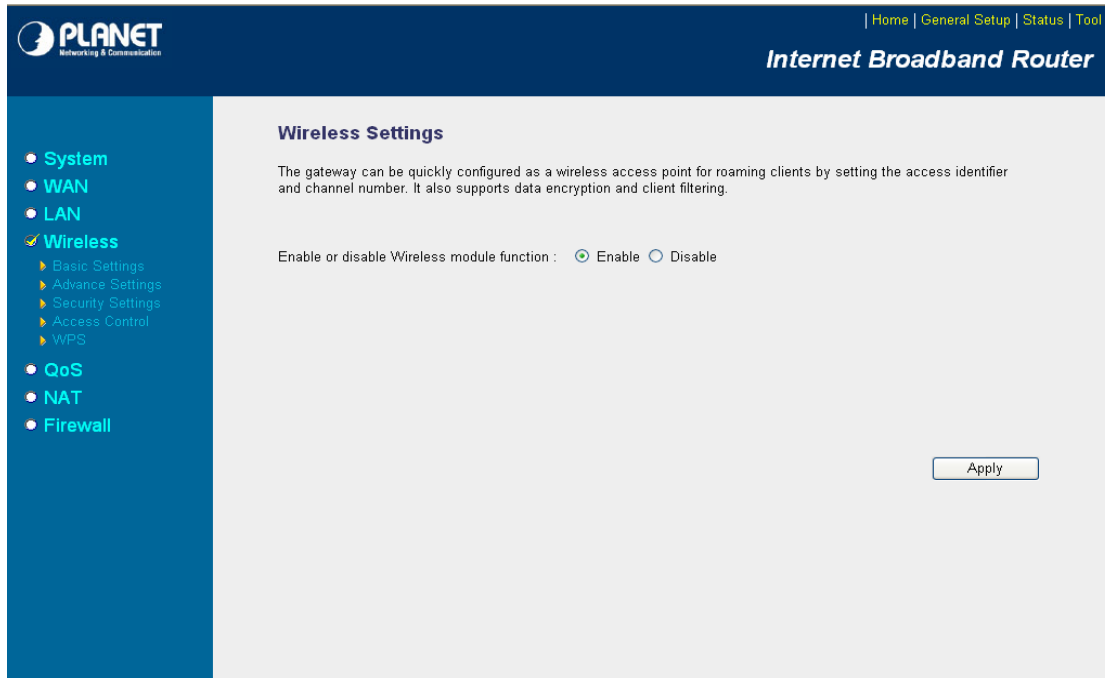 PLANET
Networking & Communication
| Home | General Setup | Status | Tool
Internet Broadband Router
System
WAN
LAN
Wireless
Basic Settings
Advance Settings
Security Settings
Access Control
WPS
QoS
NAT
Firewall
Wireless Settings
The gateway can be quickly configured as a wireless access point for roaming clients by setting the access identifier
and channel number. It also supports data encryption and client filtering.
Enable or disable Wireless module function : Enable Disable
Apply